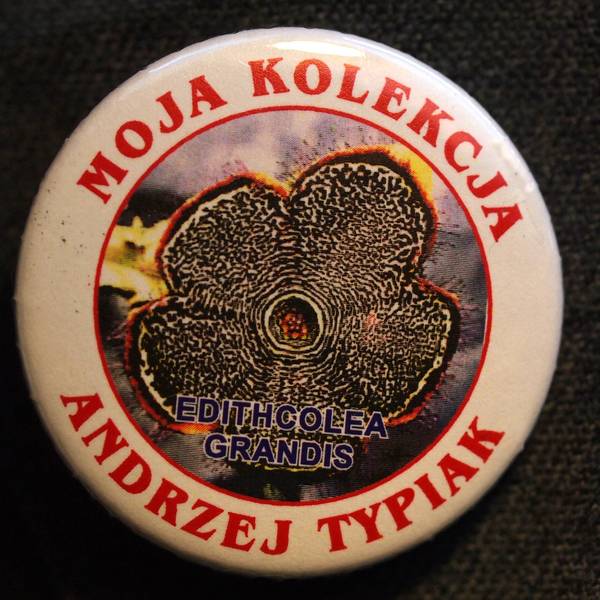 MOJA KOLEKCJA
EDITHCOLEA
GRANDIS
ANDRZEJ TYPIAK